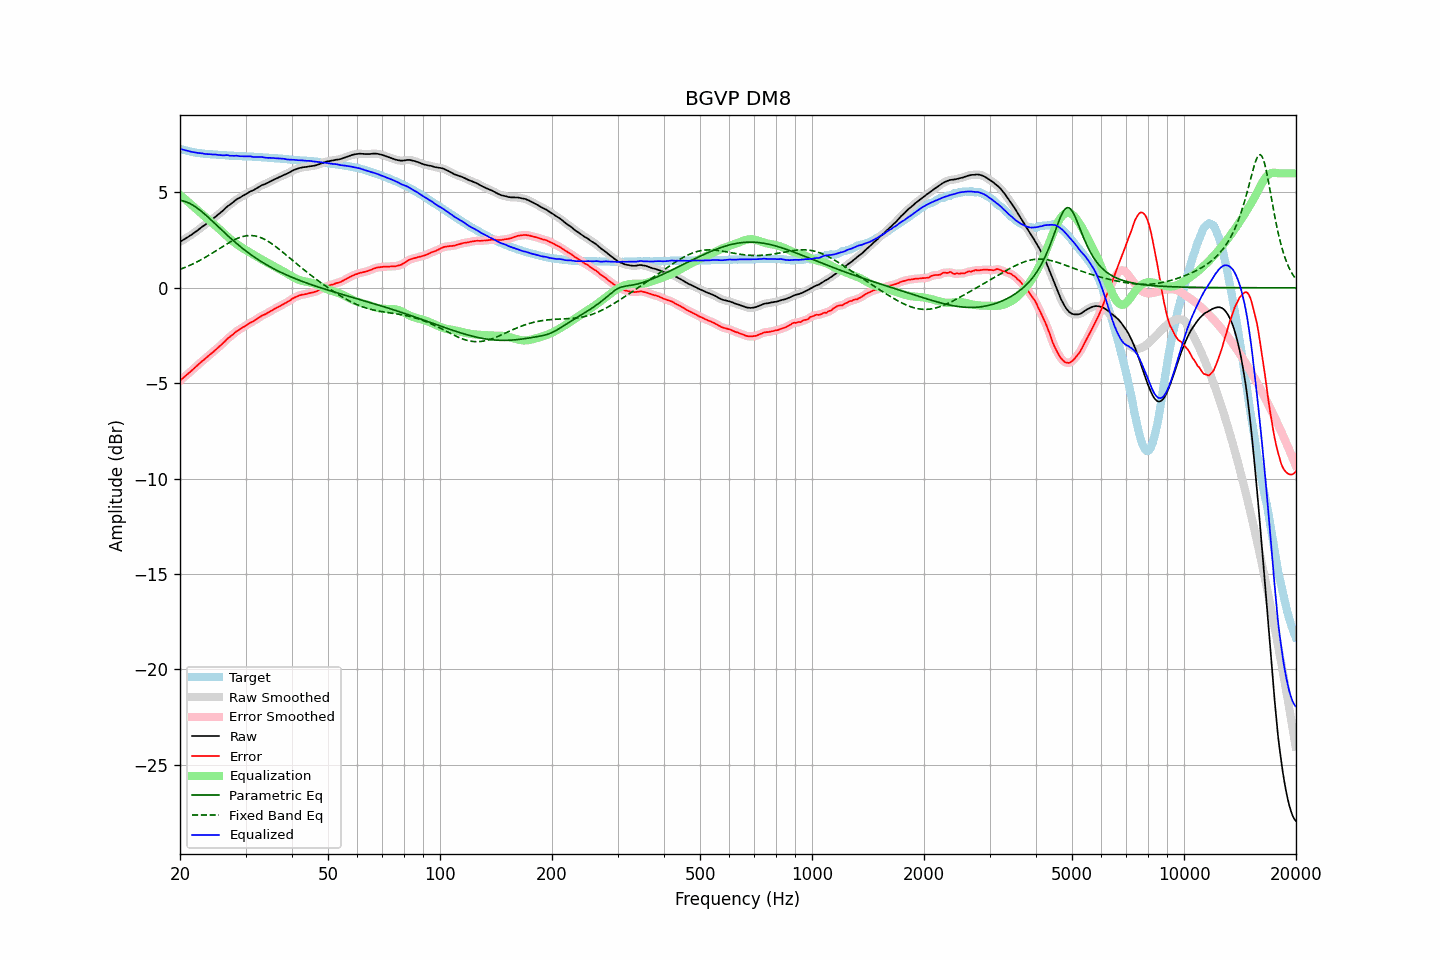 BGVP DM8
Amplitude (dBr)
5
0
−5
−10
−15
−20
−25
Target
Raw Smoothed
Error Smoothed
Raw
Error
Equalization
Parametric Eq
Fixed Band Eq
Equalized
20
50
100
200
500
1000
2000
5000
10000
20000
Frequency (Hz)